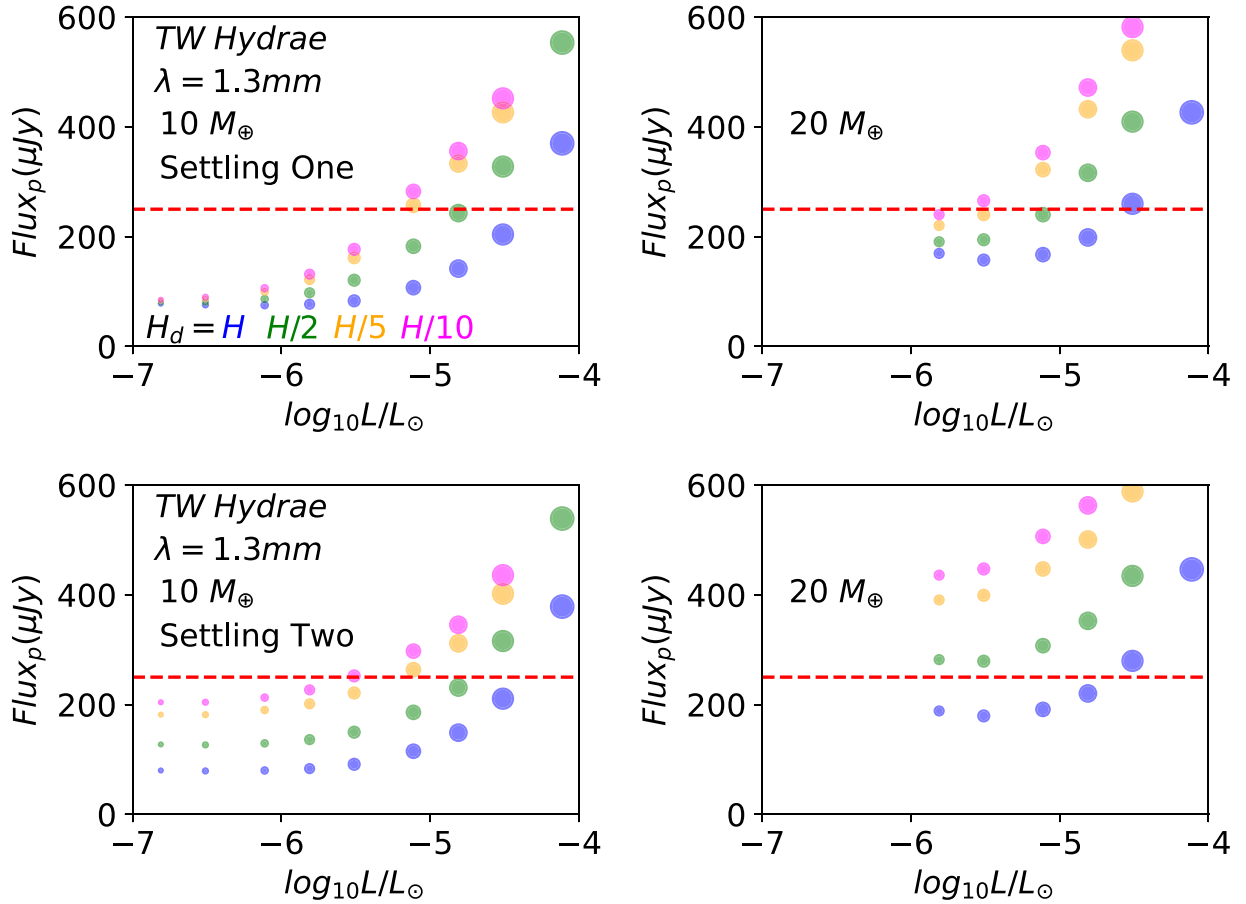 600
400
200
0
Flux_p(μJy)
TW Hydrae
λ = 1.3mm
10 M⊕
Settling One
H_d = H H/2 H/5 H/10
−7 −6 −5 −4
log₁₀L/L⊙
600
400
200
0
Flux_p(μJy)
20 M⊕
−7 −6 −5 −4
log₁₀L/L⊙
600
400
200
0
Flux_p(μJy)
TW Hydrae
λ = 1.3mm
10 M⊕
Settling Two
−7 −6 −5 −4
log₁₀L/L⊙
600
400
200
0
Flux_p(μJy)
20 M⊕
−7 −6 −5 −4
log₁₀L/L⊙